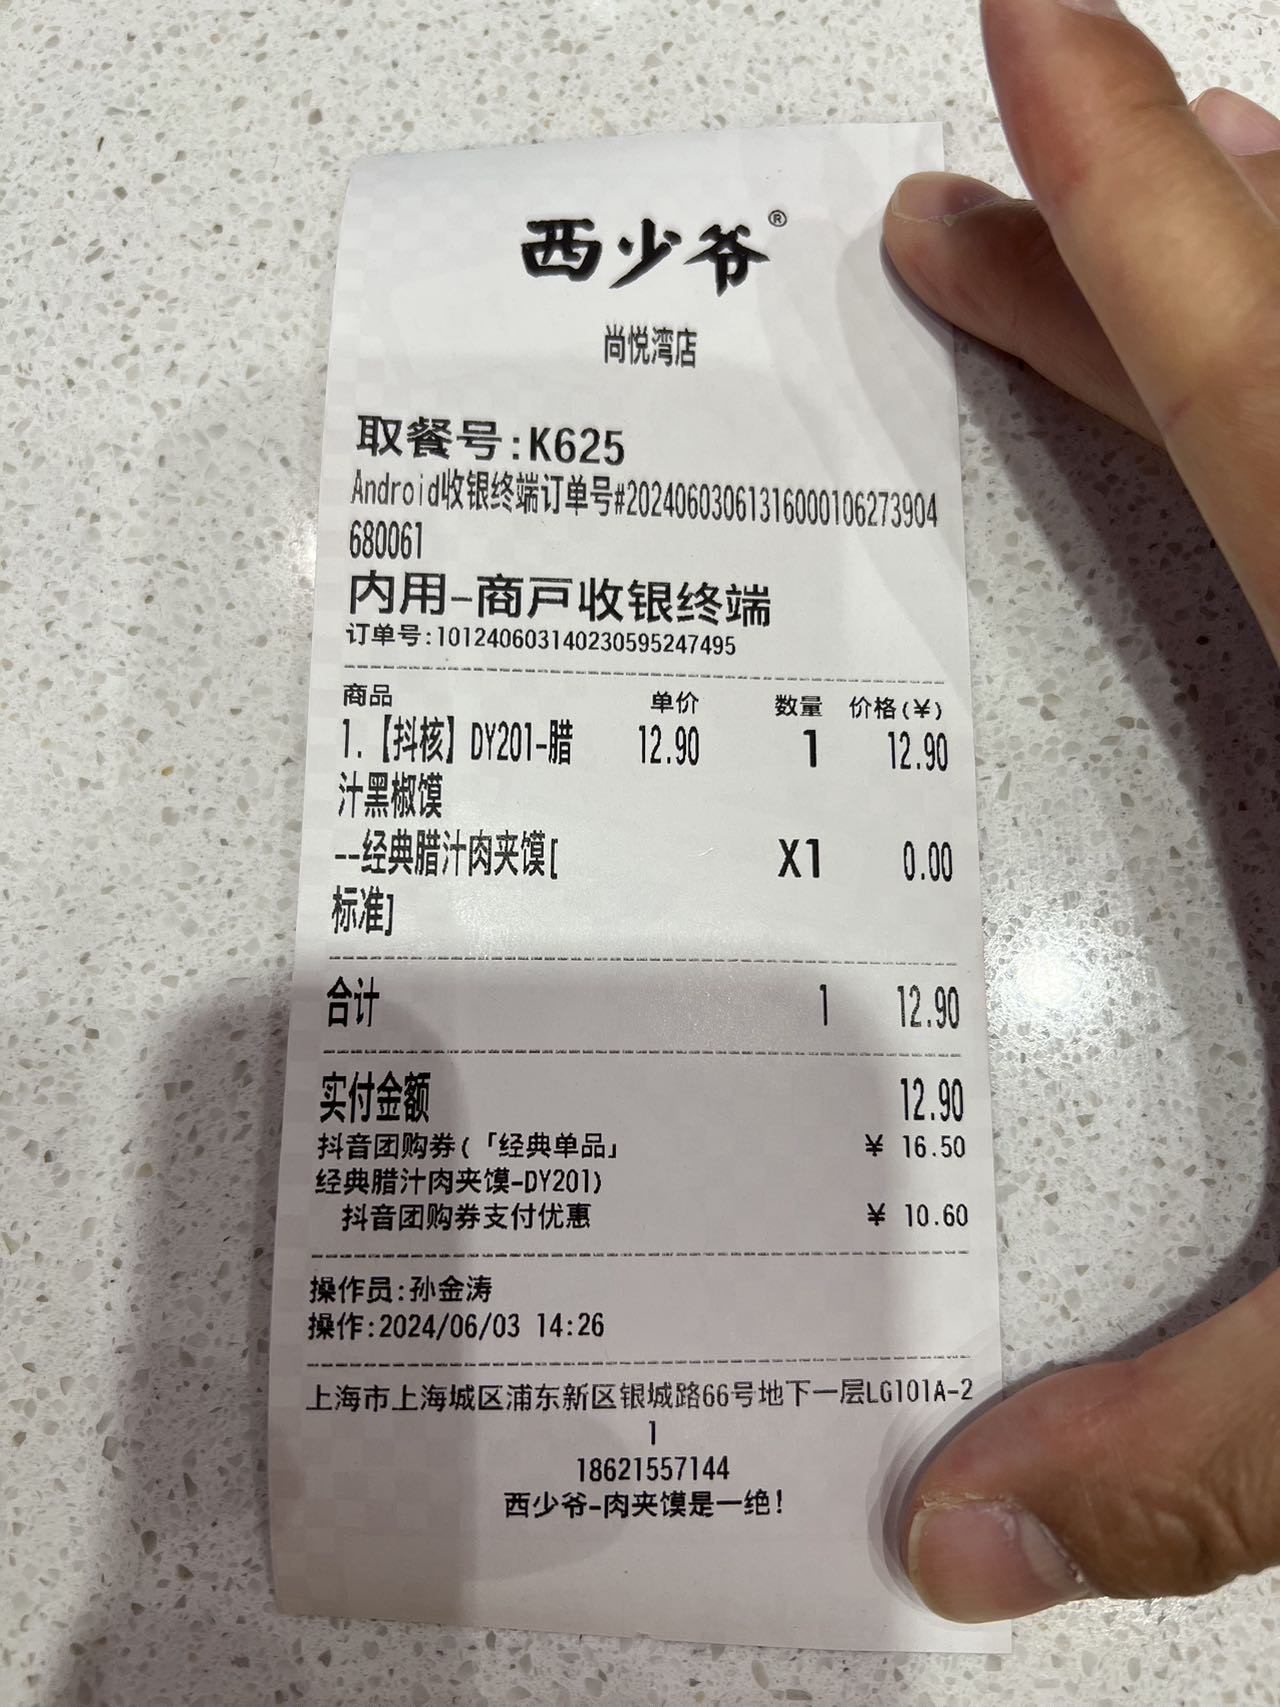 西少爷®
尚悦湾店
取餐号:K625
Android收银终端订单号#20240603061316000106273904
680061
内用-商户收银终端
订单号:101240603140230595247495
商品 单价 数量 价格(¥)
1.【抖核】DY201-腊 12.90 1 12.90
汁黑椒馍
--经典腊汁肉夹馍[ X1 0.00
标准]
合计 1 12.90
实付金额 12.90
抖音团购券(「经典单品」 ¥ 16.50
经典腊汁肉夹馍-DY201)
抖音团购券支付优惠 ¥ 10.60
操作员:孙金涛
操作:2024/06/03 14:26
上海市上海城区浦东新区银城路66号地下一层LG101A-2
1
18621557144
西少爷-肉夹馍是一绝!